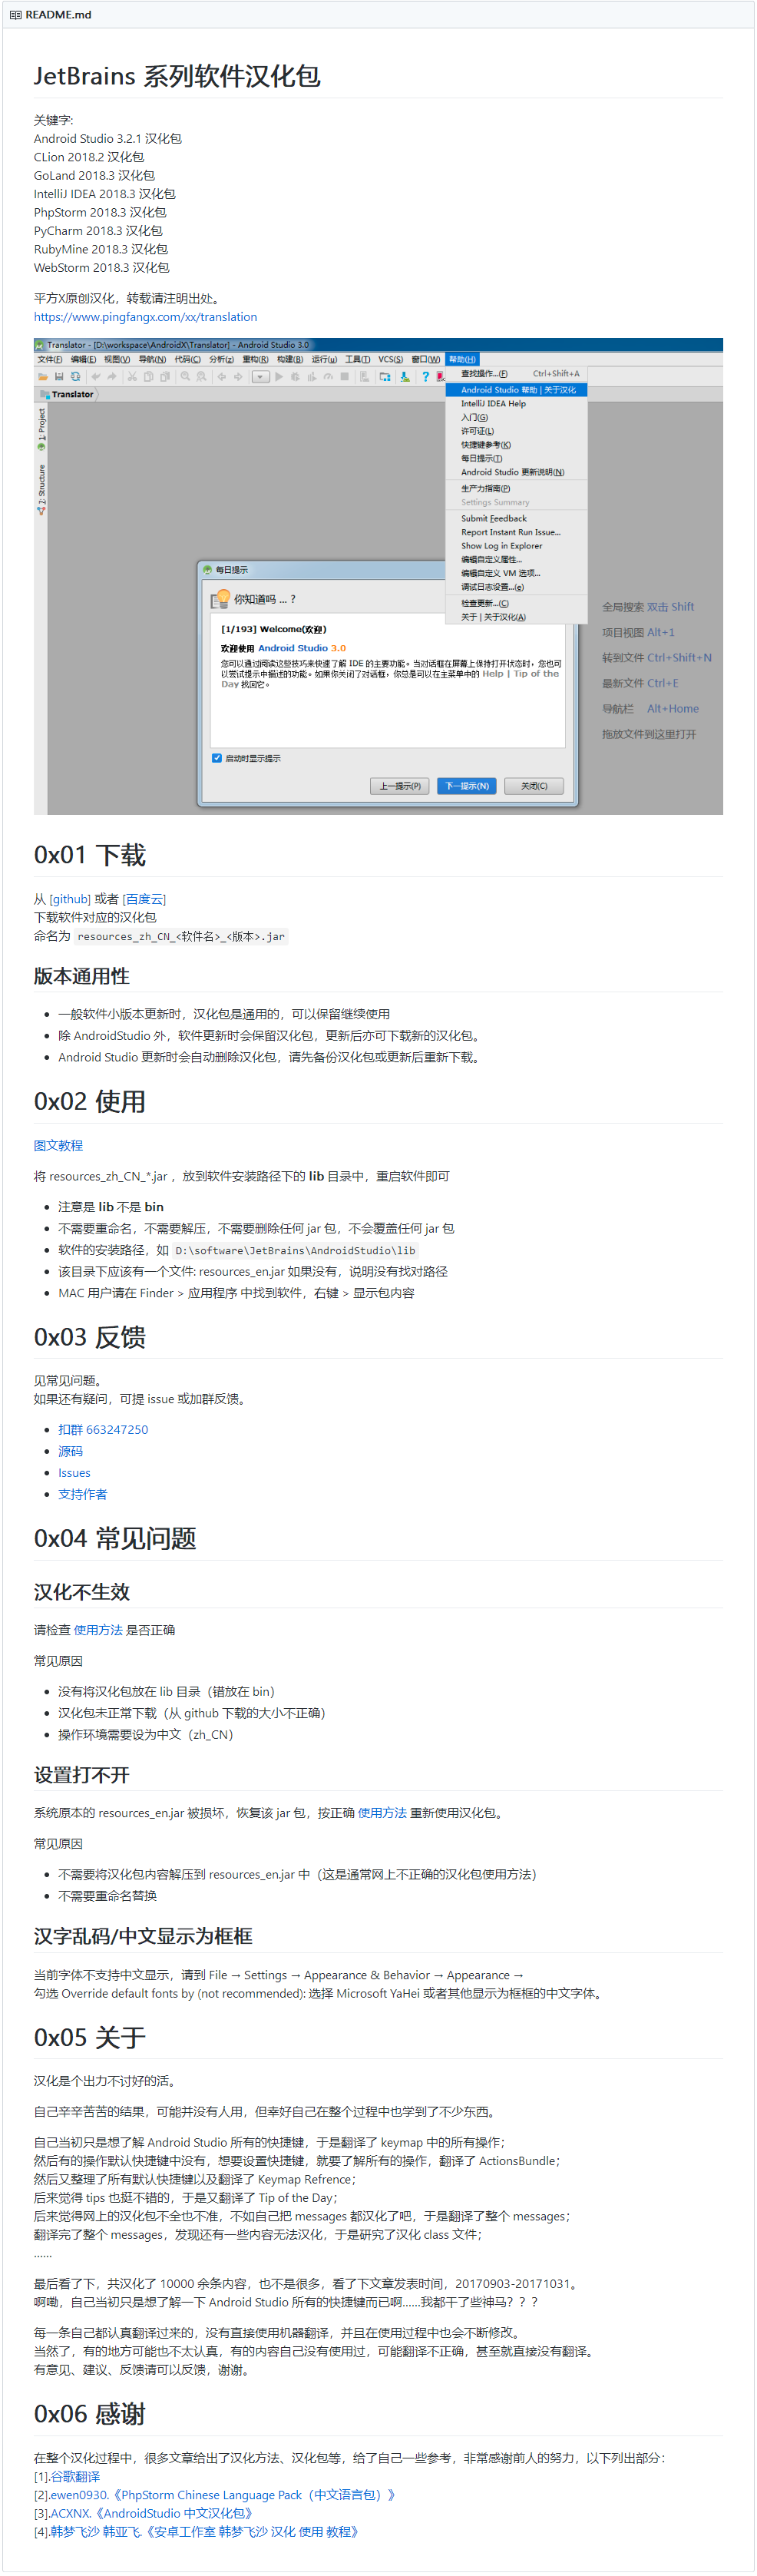 README.md
JetBrains 系列软件汉化包
关键字:
Android Studio 3.2.1 汉化包
CLion 2018.2 汉化包
GoLand 2018.3 汉化包
IntelliJ IDEA 2018.3 汉化包
PhpStorm 2018.3 汉化包
PyCharm 2018.3 汉化包
RubyMine 2018.3 汉化包
WebStorm 2018.3 汉化包
平方X原创汉化，转载请注明出处。
https://www.pingfangx.com/xx/translation
Translator - [D:\workspace\AndroidX\Translator] - Android Studio 3.0
文件(F) 编辑(E) 视图(V) 导航(N) 代码(C) 分析(z) 重构(R) 构建(B) 运行(u) 工具(T) VCS(S) 窗口(W) 帮助(H)
查找操作...(F) Ctrl+Shift+A
Android Studio 帮助 | 关于汉化
Translator
IntelliJ IDEA Help
入门(G)
许可证(L)
快捷键参考(K)
每日提示(T)
Android Studio 更新说明(N)
生产力指南(P)
Settings Summary
Submit Feedback
Report Instant Run Issue...
Show Log in Explorer
编辑自定义属性...
编辑自定义 VM 选项...
调试日志设置...(e)
检查更新...(C)
关于 | 关于汉化(A)
1: Project
7: Structure
每日提示
你知道吗 ... ?
[1/193] Welcome(欢迎)
欢迎使用 Android Studio 3.0
您可以通过阅读这些技巧来快速了解 IDE 的主要功能。当对话框在屏幕上保持打开状态时，您也可
以尝试提示中描述的功能。如果你关闭了对话框，你总是可以在主菜单中的 Help | Tip of the
Day 找回它。
启动时显示提示
上一提示(P) 下一提示(N) 关闭(C)
全局搜索 双击 Shift
项目视图 Alt+1
转到文件 Ctrl+Shift+N
最新文件 Ctrl+E
导航栏 Alt+Home
拖放文件到这里打开
0x01 下载
从 [github] 或者 [百度云]
下载软件对应的汉化包
命名为 resources_zh_CN_<软件名>_<版本>.jar
版本通用性
• 一般软件小版本更新时，汉化包是通用的，可以保留继续使用
• 除 AndroidStudio 外，软件更新时会保留汉化包，更新后亦可下载新的汉化包。
• Android Studio 更新时会自动删除汉化包，请先备份汉化包或更新后重新下载。
0x02 使用
图文教程
将 resources_zh_CN_*.jar ，放到软件安装路径下的 lib 目录中，重启软件即可
• 注意是 lib 不是 bin
• 不需要重命名，不需要解压，不需要删除任何 jar 包，不会覆盖任何 jar 包
• 软件的安装路径，如 D:\software\JetBrains\AndroidStudio\lib
• 该目录下应该有一个文件: resources_en.jar 如果没有，说明没有找对路径
• MAC 用户请在 Finder > 应用程序 中找到软件，右键 > 显示包内容
0x03 反馈
见常见问题。
如果还有疑问，可提 issue 或加群反馈。
• 扣群 663247250
• 源码
• Issues
• 支持作者
0x04 常见问题
汉化不生效
请检查 使用方法 是否正确
常见原因
• 没有将汉化包放在 lib 目录（错放在 bin）
• 汉化包未正常下载（从 github 下载的大小不正确）
• 操作环境需要设为中文（zh_CN）
设置打不开
系统原本的 resources_en.jar 被损坏，恢复该 jar 包，按正确 使用方法 重新使用汉化包。
常见原因
• 不需要将汉化包内容解压到 resources_en.jar 中（这是通常网上不正确的汉化包使用方法）
• 不需要重命名替换
汉字乱码/中文显示为框框
当前字体不支持中文显示，请到 File → Settings → Appearance & Behavior → Appearance →
勾选 Override default fonts by (not recommended): 选择 Microsoft YaHei 或者其他显示为框框的中文字体。
0x05 关于
汉化是个出力不讨好的活。
自己辛辛苦苦的结果，可能并没有人用，但幸好自己在整个过程中也学到了不少东西。
自己当初只是想了解 Android Studio 所有的快捷键，于是翻译了 keymap 中的所有操作；
然后有的操作默认快捷键中没有，想要设置快捷键，就要了解所有的操作，翻译了 ActionsBundle；
然后又整理了所有默认快捷键以及翻译了 Keymap Refrence；
后来觉得 tips 也挺不错的，于是又翻译了 Tip of the Day；
后来觉得网上的汉化包不全也不准，不如自己把 messages 都汉化了吧，于是翻译了整个 messages；
翻译完了整个 messages，发现还有一些内容无法汉化，于是研究了汉化 class 文件；
……
最后看了下，共汉化了 10000 余条内容，也不是很多，看了下文章发表时间，20170903-20171031。
啊嘞，自己当初只是想了解一下 Android Studio 所有的快捷键而已啊……我都干了些神马？？？
每一条自己都认真翻译过来的，没有直接使用机器翻译，并且在使用过程中也会不断修改。
当然了，有的地方可能也不太认真，有的内容自己没有使用过，可能翻译不正确，甚至就直接没有翻译。
有意见、建议、反馈请可以反馈，谢谢。
0x06 感谢
在整个汉化过程中，很多文章给出了汉化方法、汉化包等，给了自己一些参考，非常感谢前人的努力，以下列出部分：
[1].谷歌翻译
[2].ewen0930.《PhpStorm Chinese Language Pack（中文语言包）》
[3].ACXNX.《AndroidStudio 中文汉化包》
[4].韩梦飞沙 韩亚飞.《安卓工作室 韩梦飞沙 汉化 使用 教程》